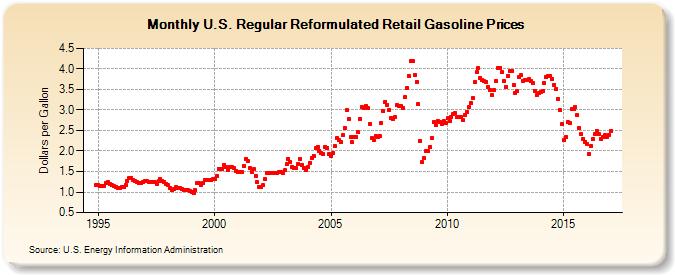 Monthly U.S. Regular Reformulated Retail Gasoline Prices
Dollars per Gallon
4.5
4.0
3.5
3.0
2.5
2.0
1.5
1.0
0.5
1995 2000 2005 2010 2015
Source: U.S. Energy Information Administration